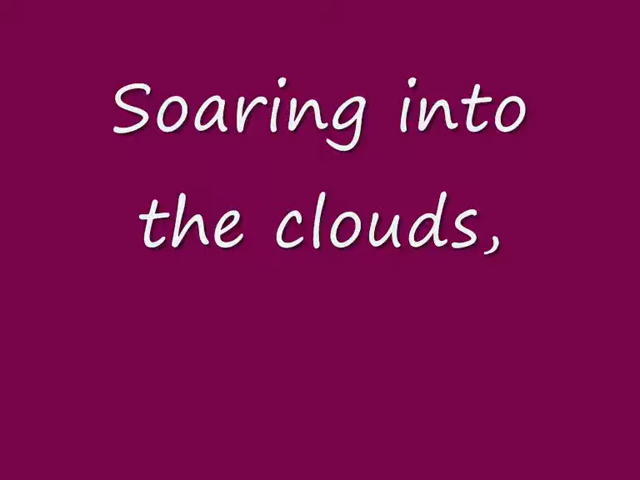 Soaring into
the clouds,